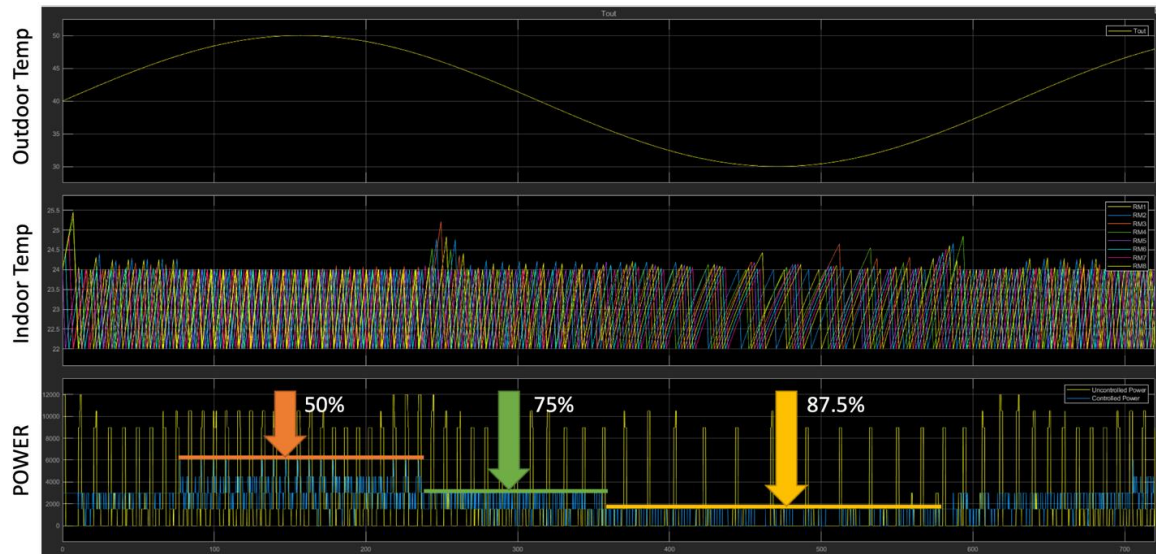 Tout
Outdoor Temp
50
45
40
35
30
Tout
Indoor Temp
25.5
25
24.5
24
23.5
23
22.5
22
RM1
RM2
RM3
RM4
RM5
RM6
RM7
RM8
POWER
12000
10000
8000
6000
4000
2000
0
50%
75%
87.5%
Uncontrolled Power
Controlled Power
0
100
200
300
400
500
600
700